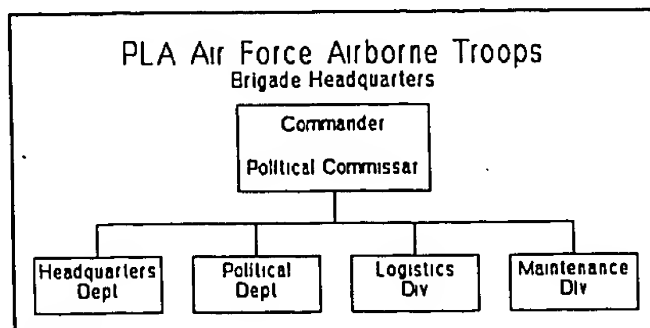 PLA Air Force Airborne Troops
Brigade Headquarters
Commander
Political Commissar
Headquarters Dept
Political Dept
Logistics Div
Maintenance Div